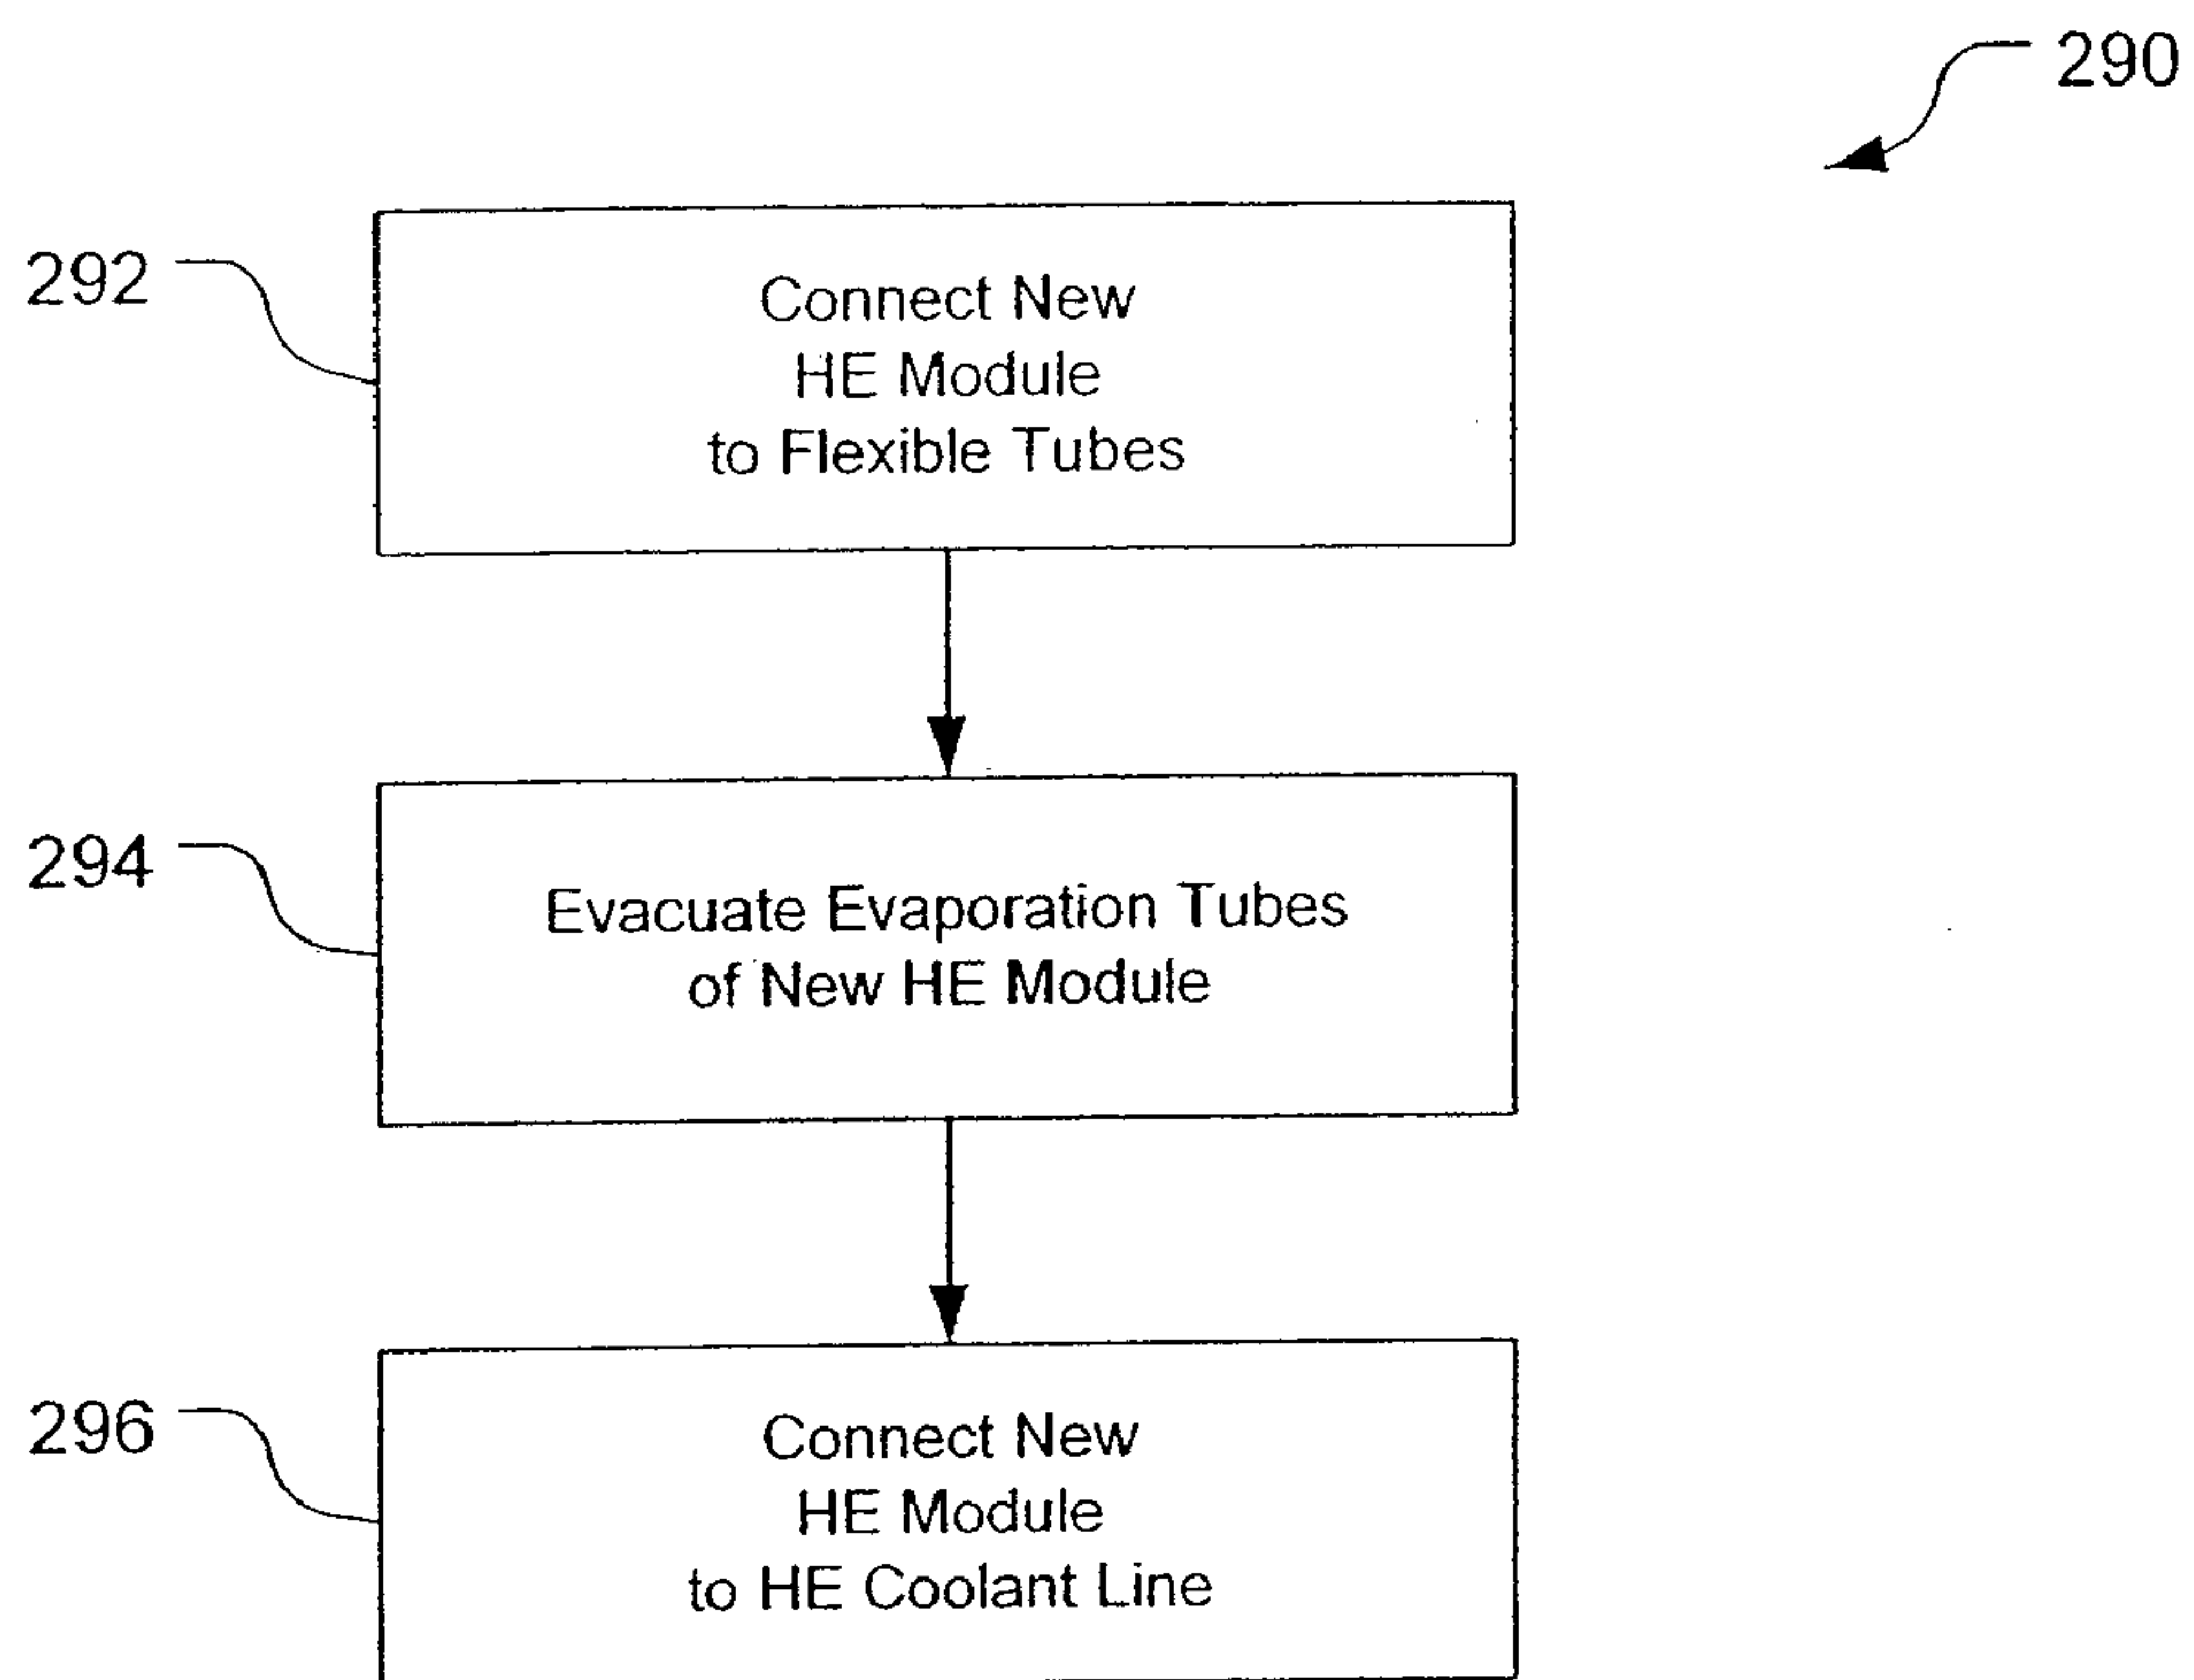 290
292
Connect New
HE Module
to Flexible Tubes
294
Evacuate Evaporation Tubes
of New HE Module
296
Connect New
HE Module
to HE Coolant Line